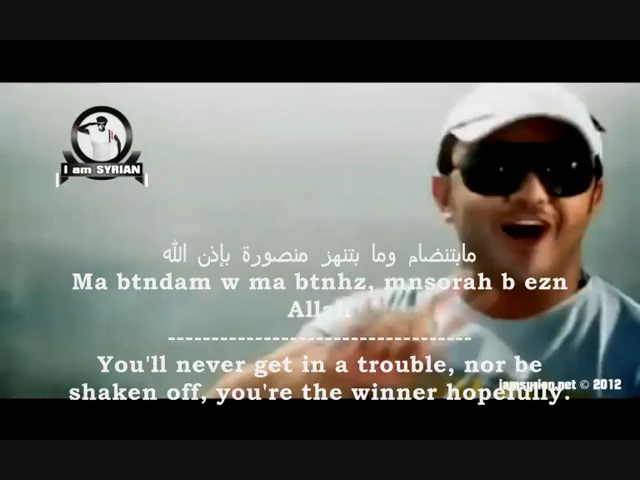 I am SYRIAN
مابتنضام وما بتنهز منصورة بإذن الله
Ma btndam w ma btnhz, mnsorah b ezn
Allah
----------------------------------
You'll never get in a trouble, nor be
shaken off, you're the winner hopefully.
iamsyrian.net © 2012